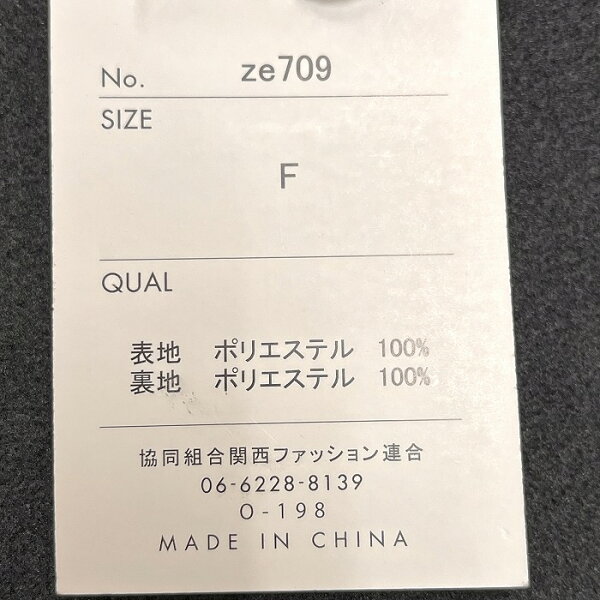 No. ze709
SIZE
F
QUAL
表地 ポリエステル 100%
裏地 ポリエステル 100%
協同組合関西ファッション連合
06-6228-8139
O-198
MADE IN CHINA